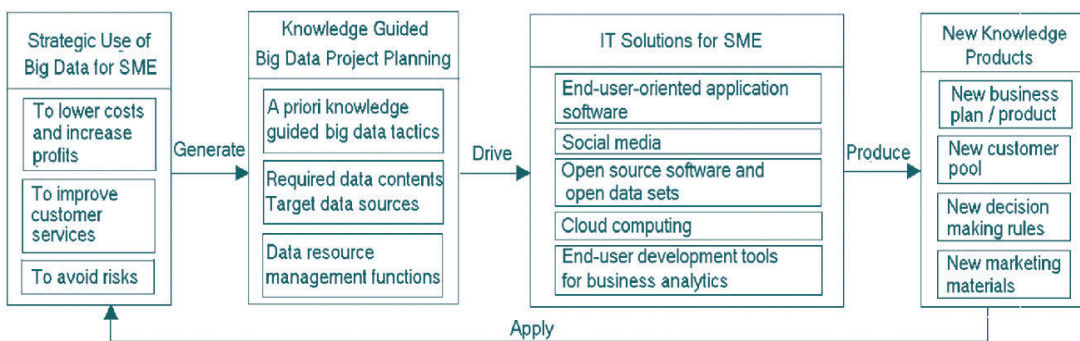 Strategic Use of
Big Data for SME
To lower costs
and increase
profits
To improve
customer
services
To avoid risks
Generate
Knowledge Guided
Big Data Project Planning
A priori knowledge
guided big data tactics
Required data contents
Target data sources
Data resource
management functions
Drive
IT Solutions for SME
End-user-oriented application
software
Social media
Open source software and
open data sets
Cloud computing
End-user development tools
for business analytics
Produce
New Knowledge
Products
New business
plan / product
New customer
pool
New decision
making rules
New marketing
materials
Apply